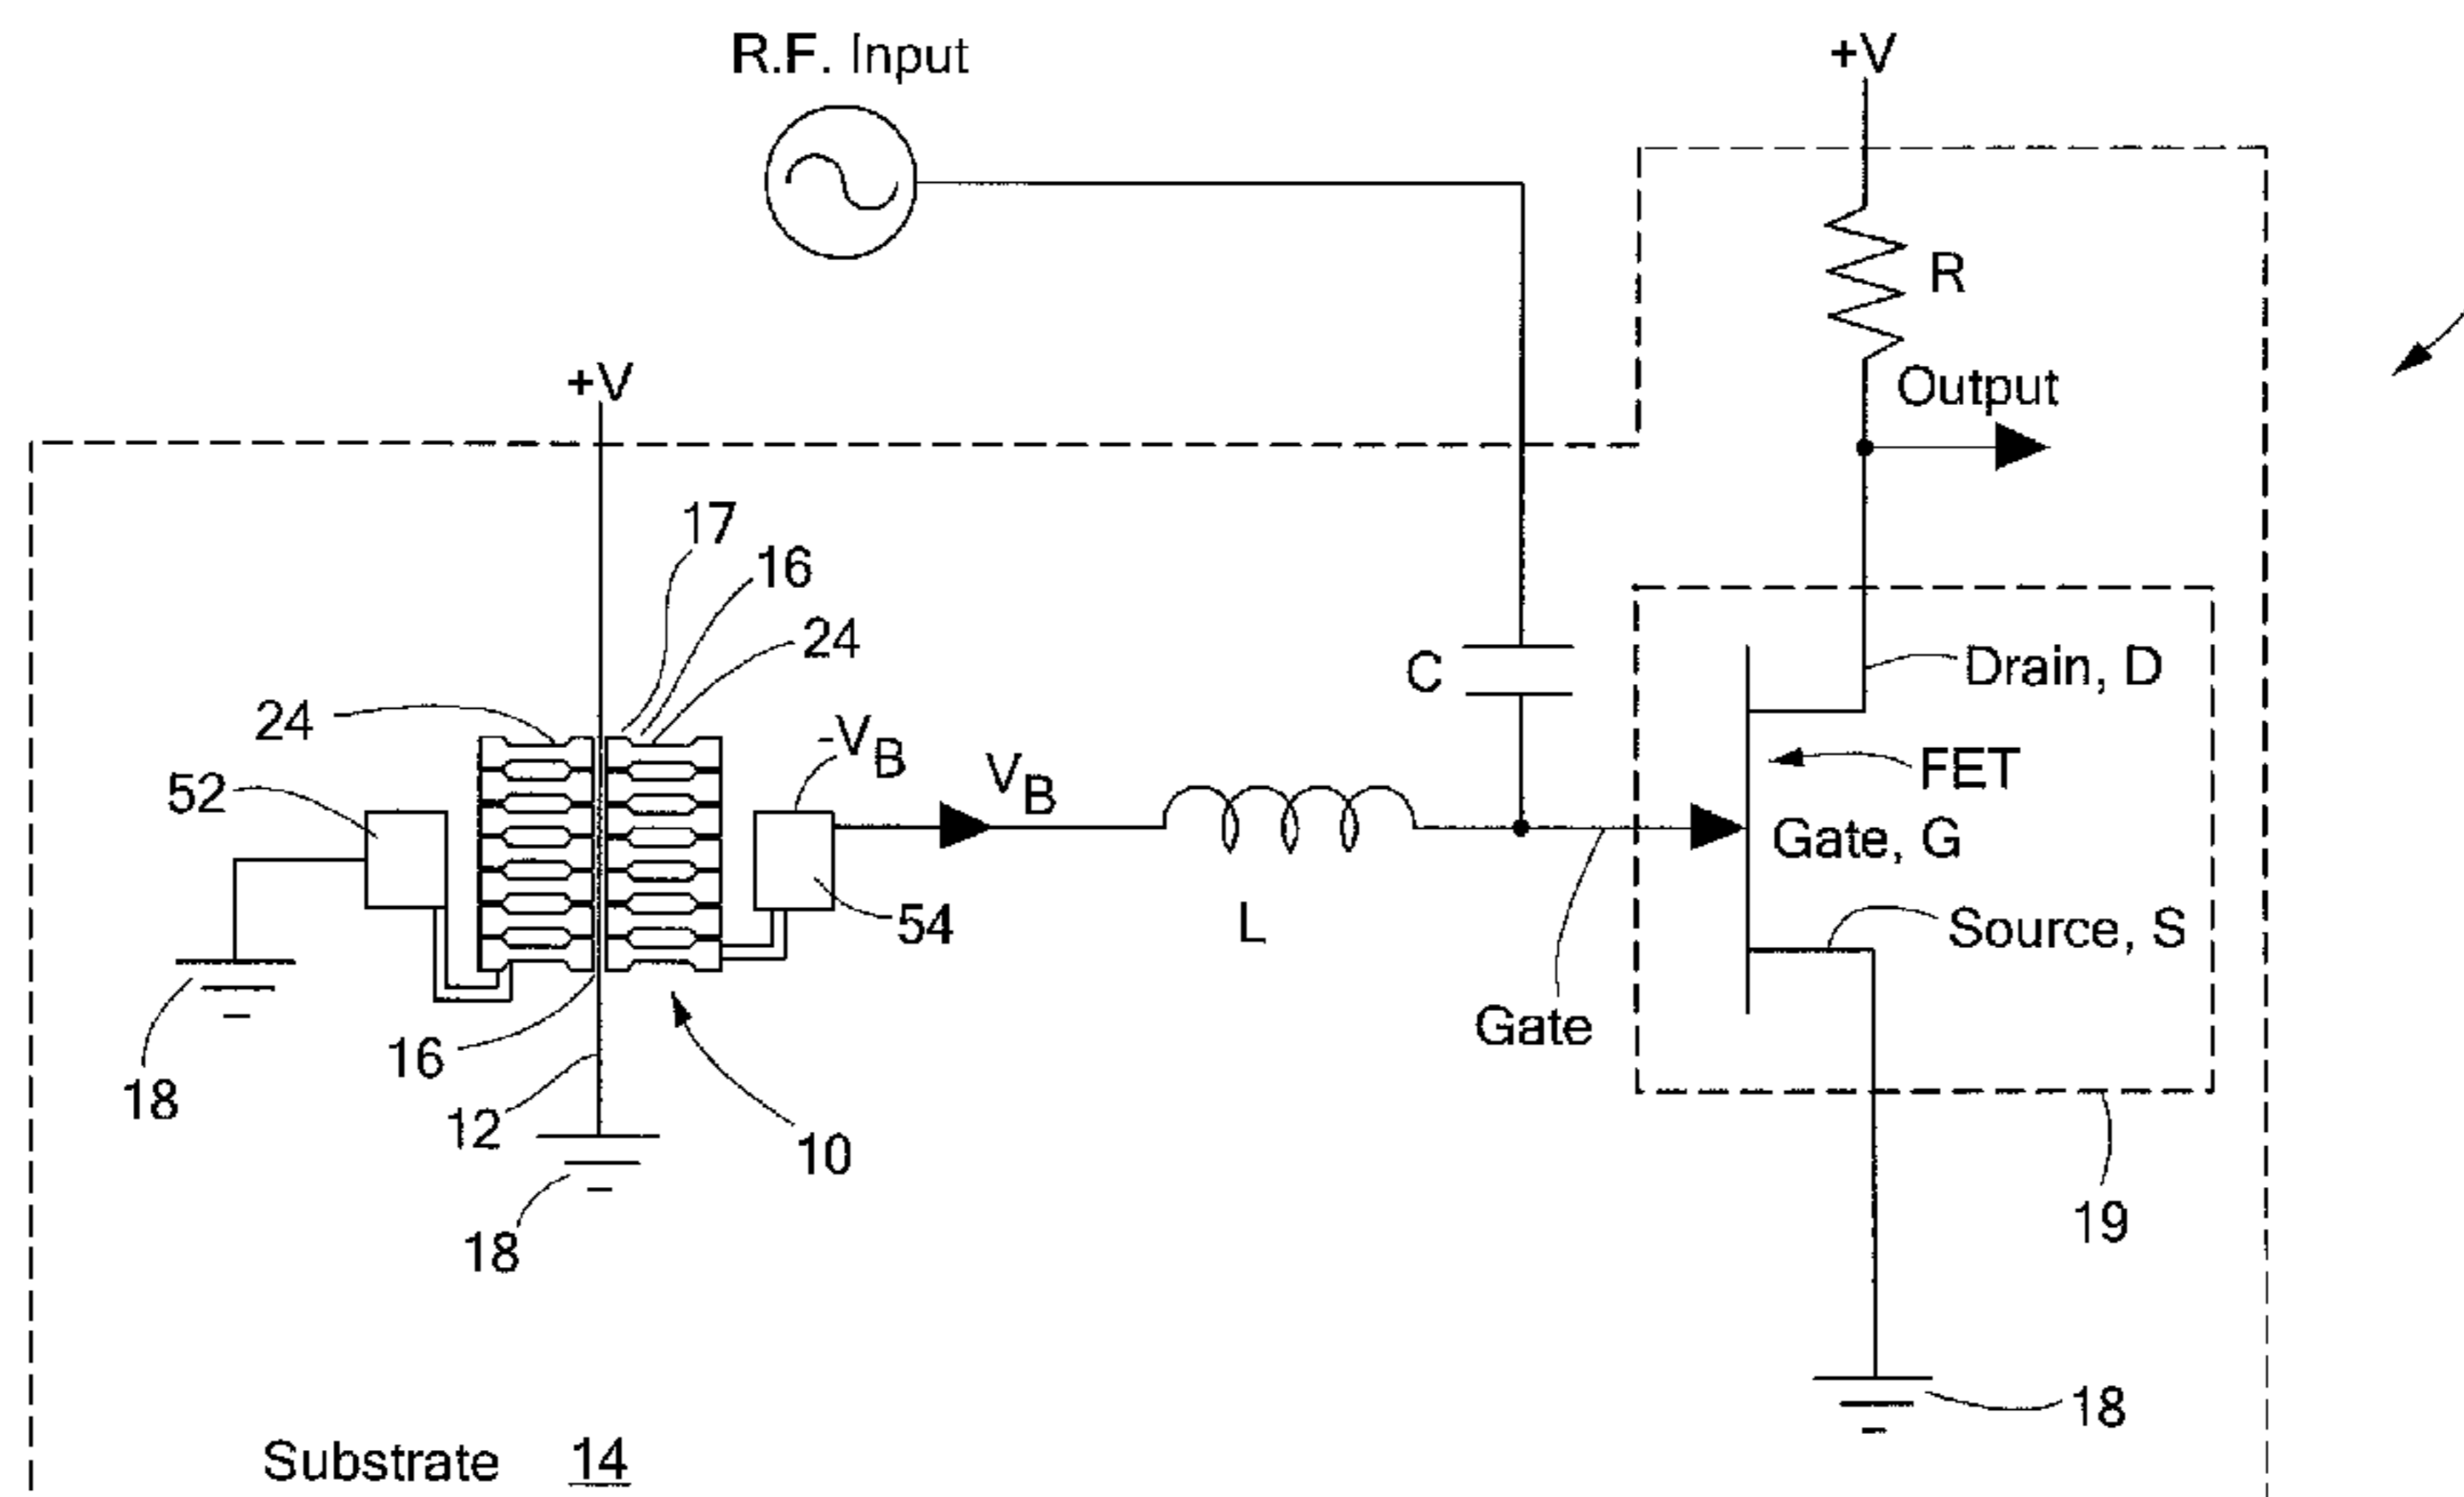 R.F. Input
+V
R
+V
Output
17
16
24
C
Drain, D
24
-VB
VB
FET
52
Gate, G
54
L
Source, S
Gate
16
18
12
10
19
18
18
Substrate 14